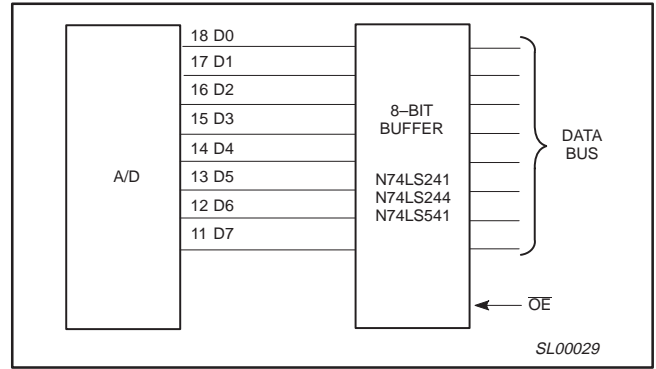 18 D0
17 D1
16 D2
15 D3
14 D4
13 D5
12 D6
11 D7
A/D
8–BIT
BUFFER
N74LS241
N74LS244
N74LS541
DATA
BUS
OE
SL00029